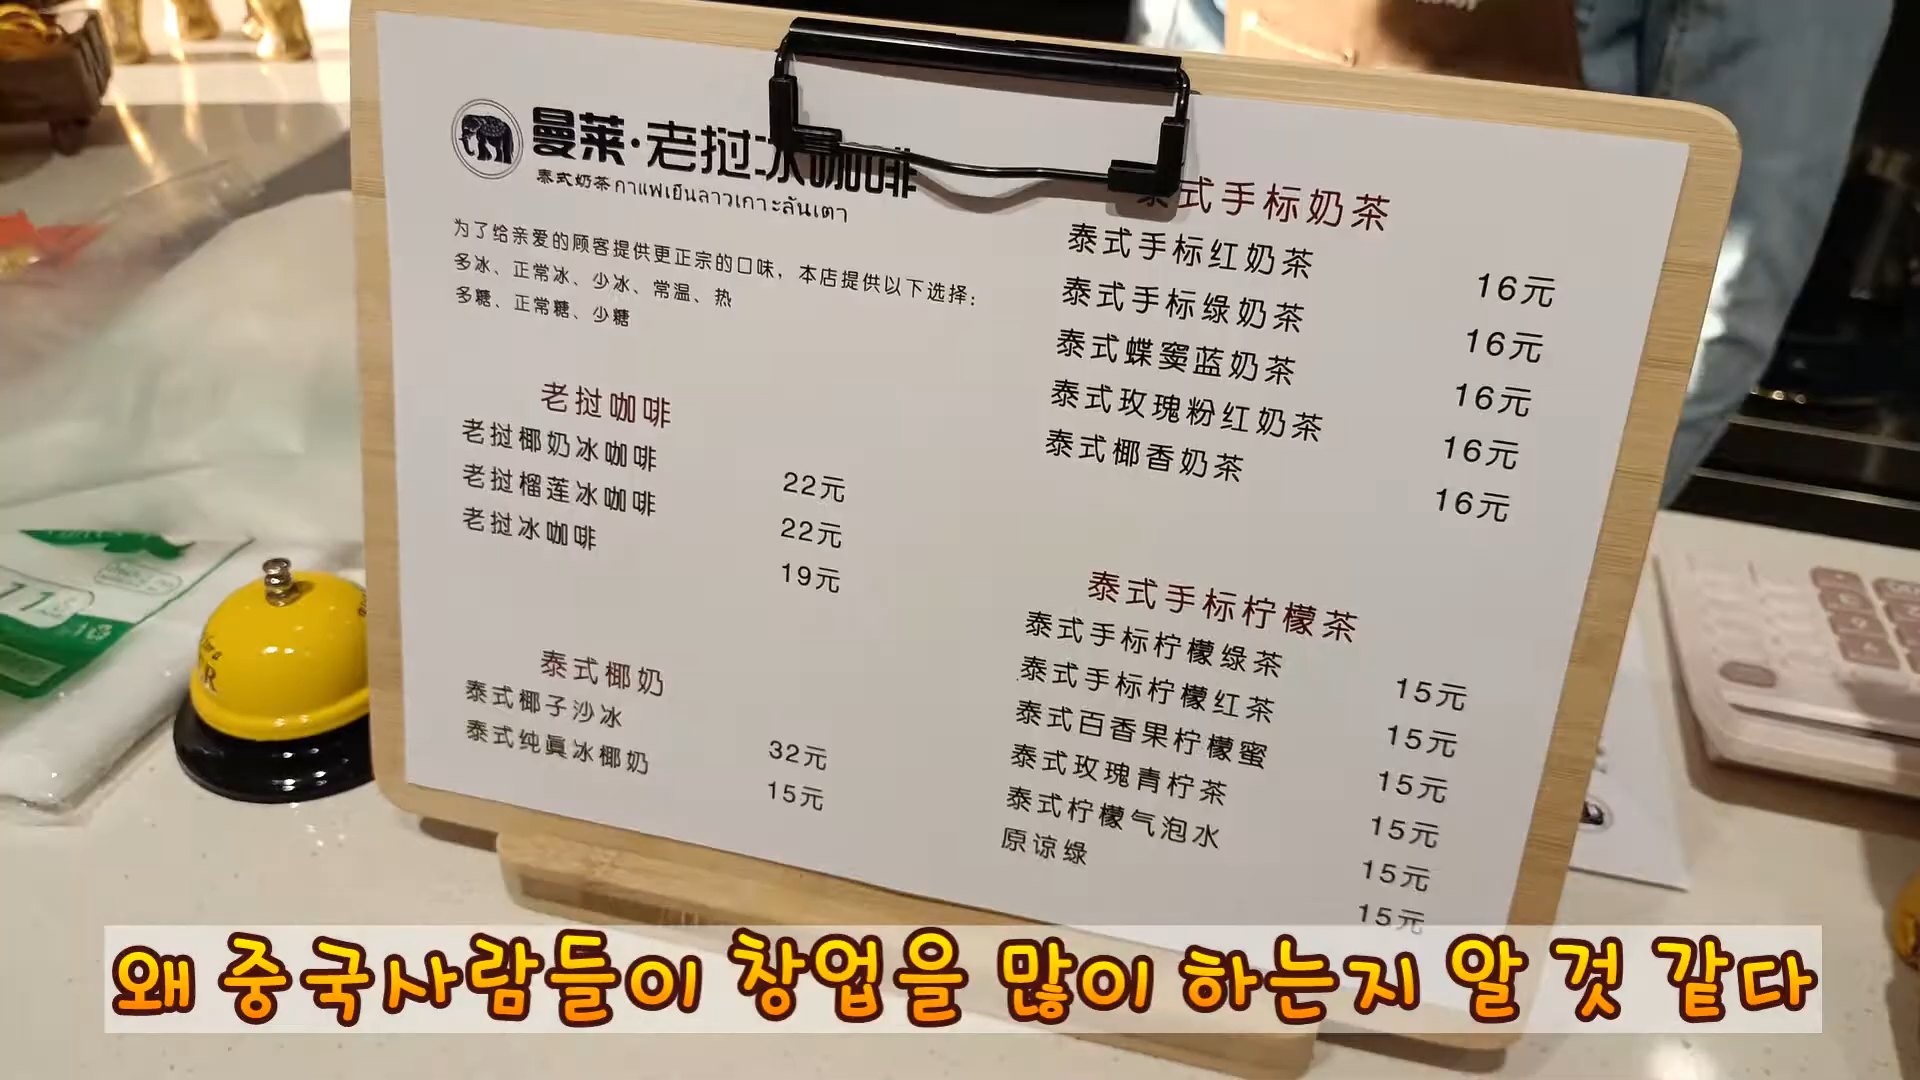 曼莱·老挝冰咖啡
泰式奶茶กาแฟเย็นลาวเกาะลันเตา
为了给亲爱的顾客提供更正宗的口味，本店提供以下选择：
多冰、正常冰、少冰、常温、热
多糖、正常糖、少糖
老挝咖啡
老挝椰奶冰咖啡 22元
老挝榴莲冰咖啡 22元
老挝冰咖啡 19元
泰式椰奶
泰式椰子沙冰 32元
泰式纯真冰椰奶 15元
泰式手标奶茶
泰式手标红奶茶 16元
泰式手标绿奶茶 16元
泰式蝶窦蓝奶茶 16元
泰式玫瑰粉红奶茶 16元
泰式椰香奶茶 16元
泰式手标柠檬茶
泰式手标柠檬绿茶 15元
泰式手标柠檬红茶 15元
泰式百香果柠檬蜜 15元
泰式玫瑰青柠茶 15元
泰式柠檬气泡水 15元
原谅绿 15元
왜 중국사람들이 창업을 많이 하는지 알 것 같다